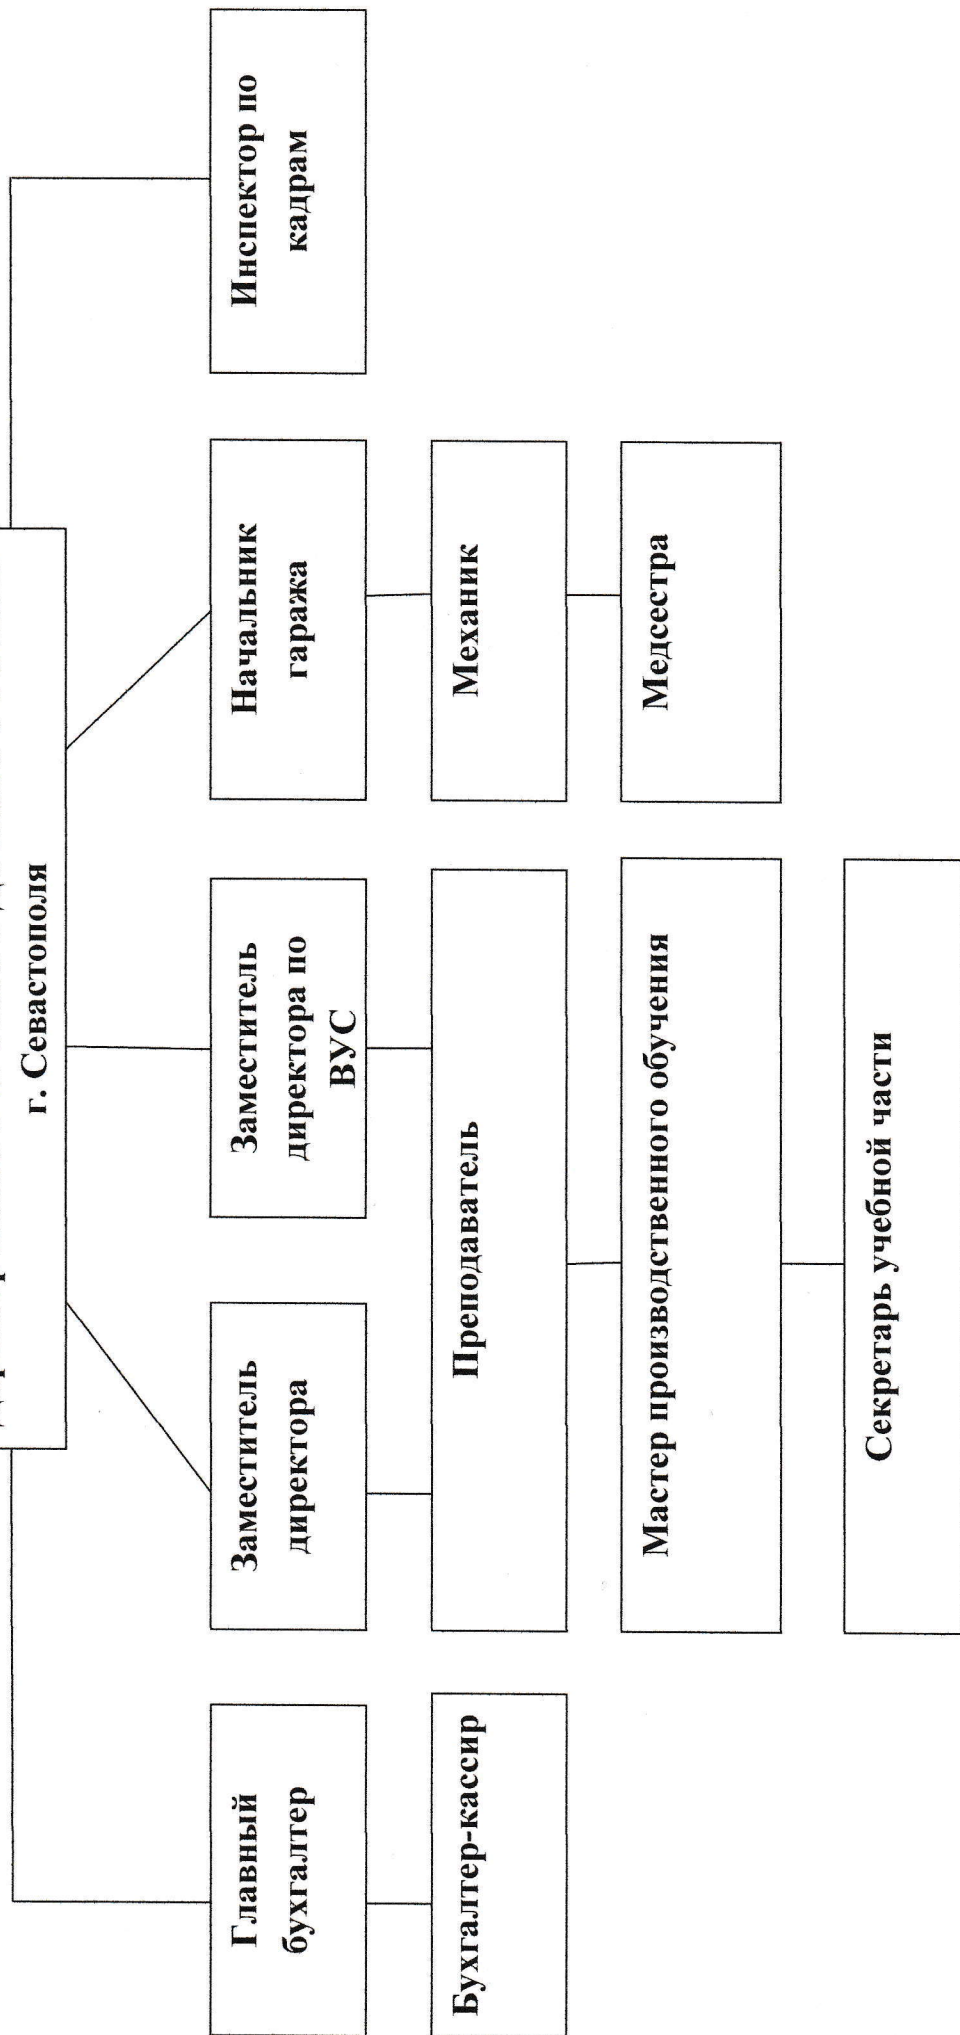 г. Севастополя
Главный
бухгалтер
Заместитель
директора
Заместитель
директора по
ВУС
Начальник
гаража
Инспектор по
кадрам
Бухгалтер-кассир
Преподаватель
Механик
Мастер производственного обучения
Медсестра
Секретарь учебной части